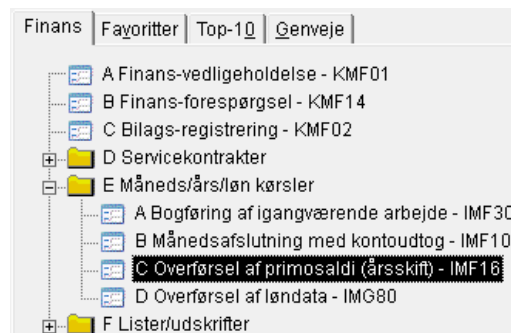 Finans Favoritter Top-10 Genveje
A Finans-vedligeholdelse - KMF01
B Finans-forespørgsel - KMF14
C Bilags-registrering - KMF02
D Servicekontrakter
E Måneds/års/løn kørsler
A Bogføring af igangværende arbejde - IMF30
B Månedsafslutning med kontoudtog - IMF10
C Overførsel af primosaldi (årsskift) - IMF16
D Overførsel af løndata - IMG80
F Lister/udskrifter